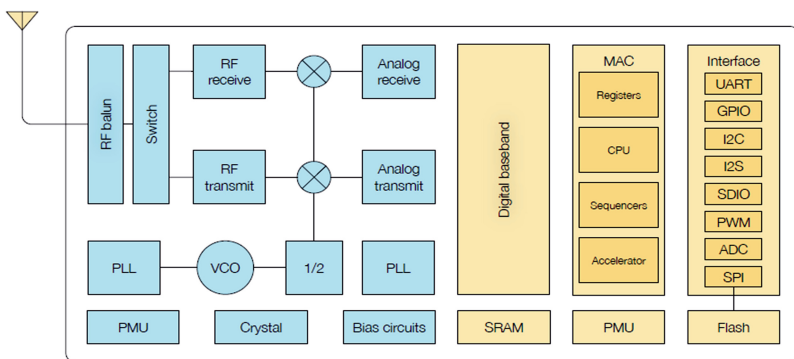 RF balun
Switch
RF
receive
Analog
receive
RF
transmit
Analog
transmit
PLL
VCO
1/2
PLL
PMU
Crystal
Bias circuits
Digital baseband
SRAM
MAC
Registers
CPU
Sequencers
Accelerator
PMU
Interface
UART
GPIO
I2C
I2S
SDIO
PWM
ADC
SPI
Flash